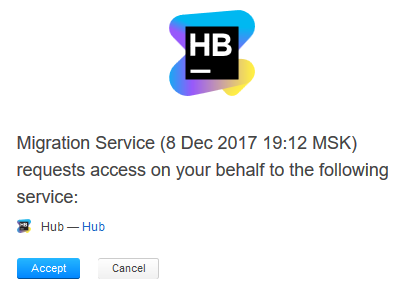 HB
Migration Service (8 Dec 2017 19:12 MSK)
requests access on your behalf to the following
service:
HB Hub — Hub
Accept Cancel